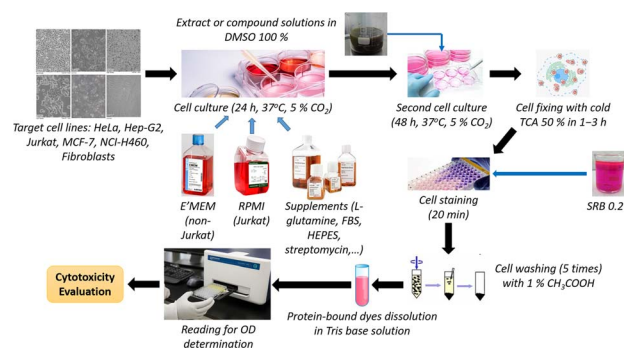 Extract or compound solutions in
DMSO 100 %
Target cell lines: HeLa, Hep-G2,
Jurkat, MCF-7, NCI-H460,
Fibroblasts
Cell culture (24 h, 37°C, 5 % CO₂)
Second cell culture
(48 h, 37°C, 5 % CO₂)
Cell fixing with cold
TCA 50 % in 1–3 h
E'MEM
(non-
Jurkat)
RPMI
(Jurkat)
Supplements (L-
glutamine, FBS,
HEPES,
streptomycin,...)
Cell staining
(20 min)
SRB 0.2
Cell washing (5 times)
with 1 % CH₃COOH
Protein-bound dyes dissolution
in Tris base solution
Reading for OD
determination
Cytotoxicity
Evaluation